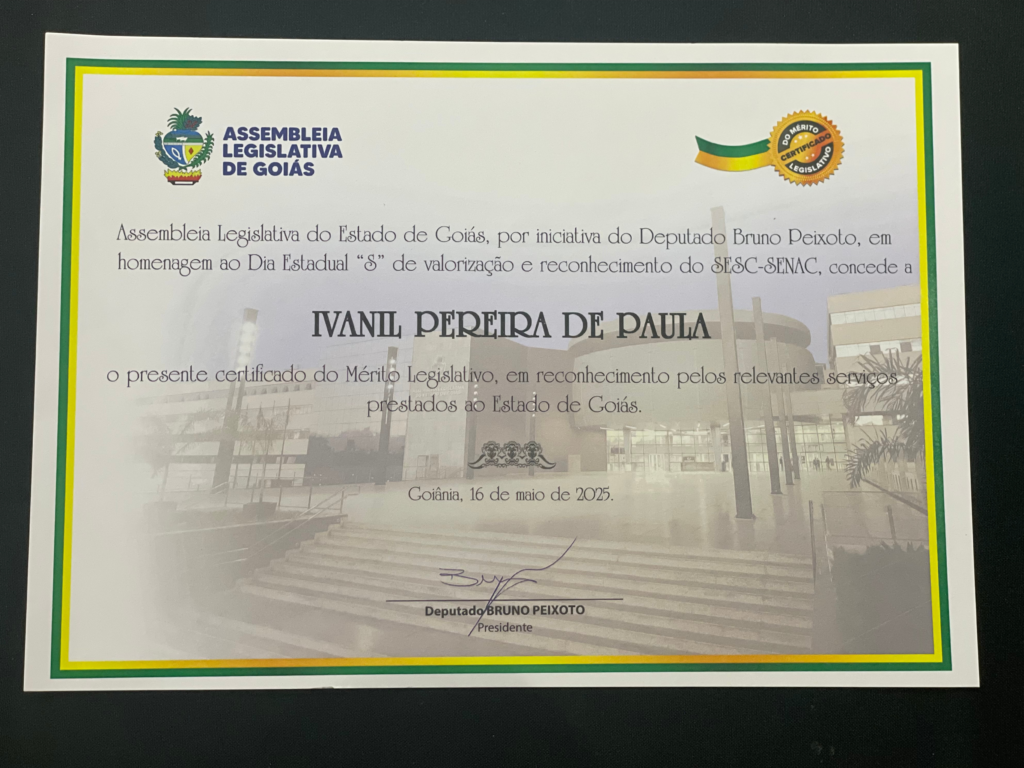 ASSEMBLEIA
LEGISLATIVA
DE GOIÁS
DO MÉRITO
CERTIFICADO
LEGISLATIVO
Assembleia Legislativa do Estado de Goiás, por iniciativa do Deputado Bruno Peixoto, em
homenagem ao Dia Estadual “S” de valorização e reconhecimento do SESC-SENAC, concede a
IVANIL PEREIRA DE PAULA
o presente certificado do Mérito Legislativo, em reconhecimento pelos relevantes serviços
prestados ao Estado de Goiás.
Goiânia, 16 de maio de 2025.
Deputado BRUNO PEIXOTO
Presidente